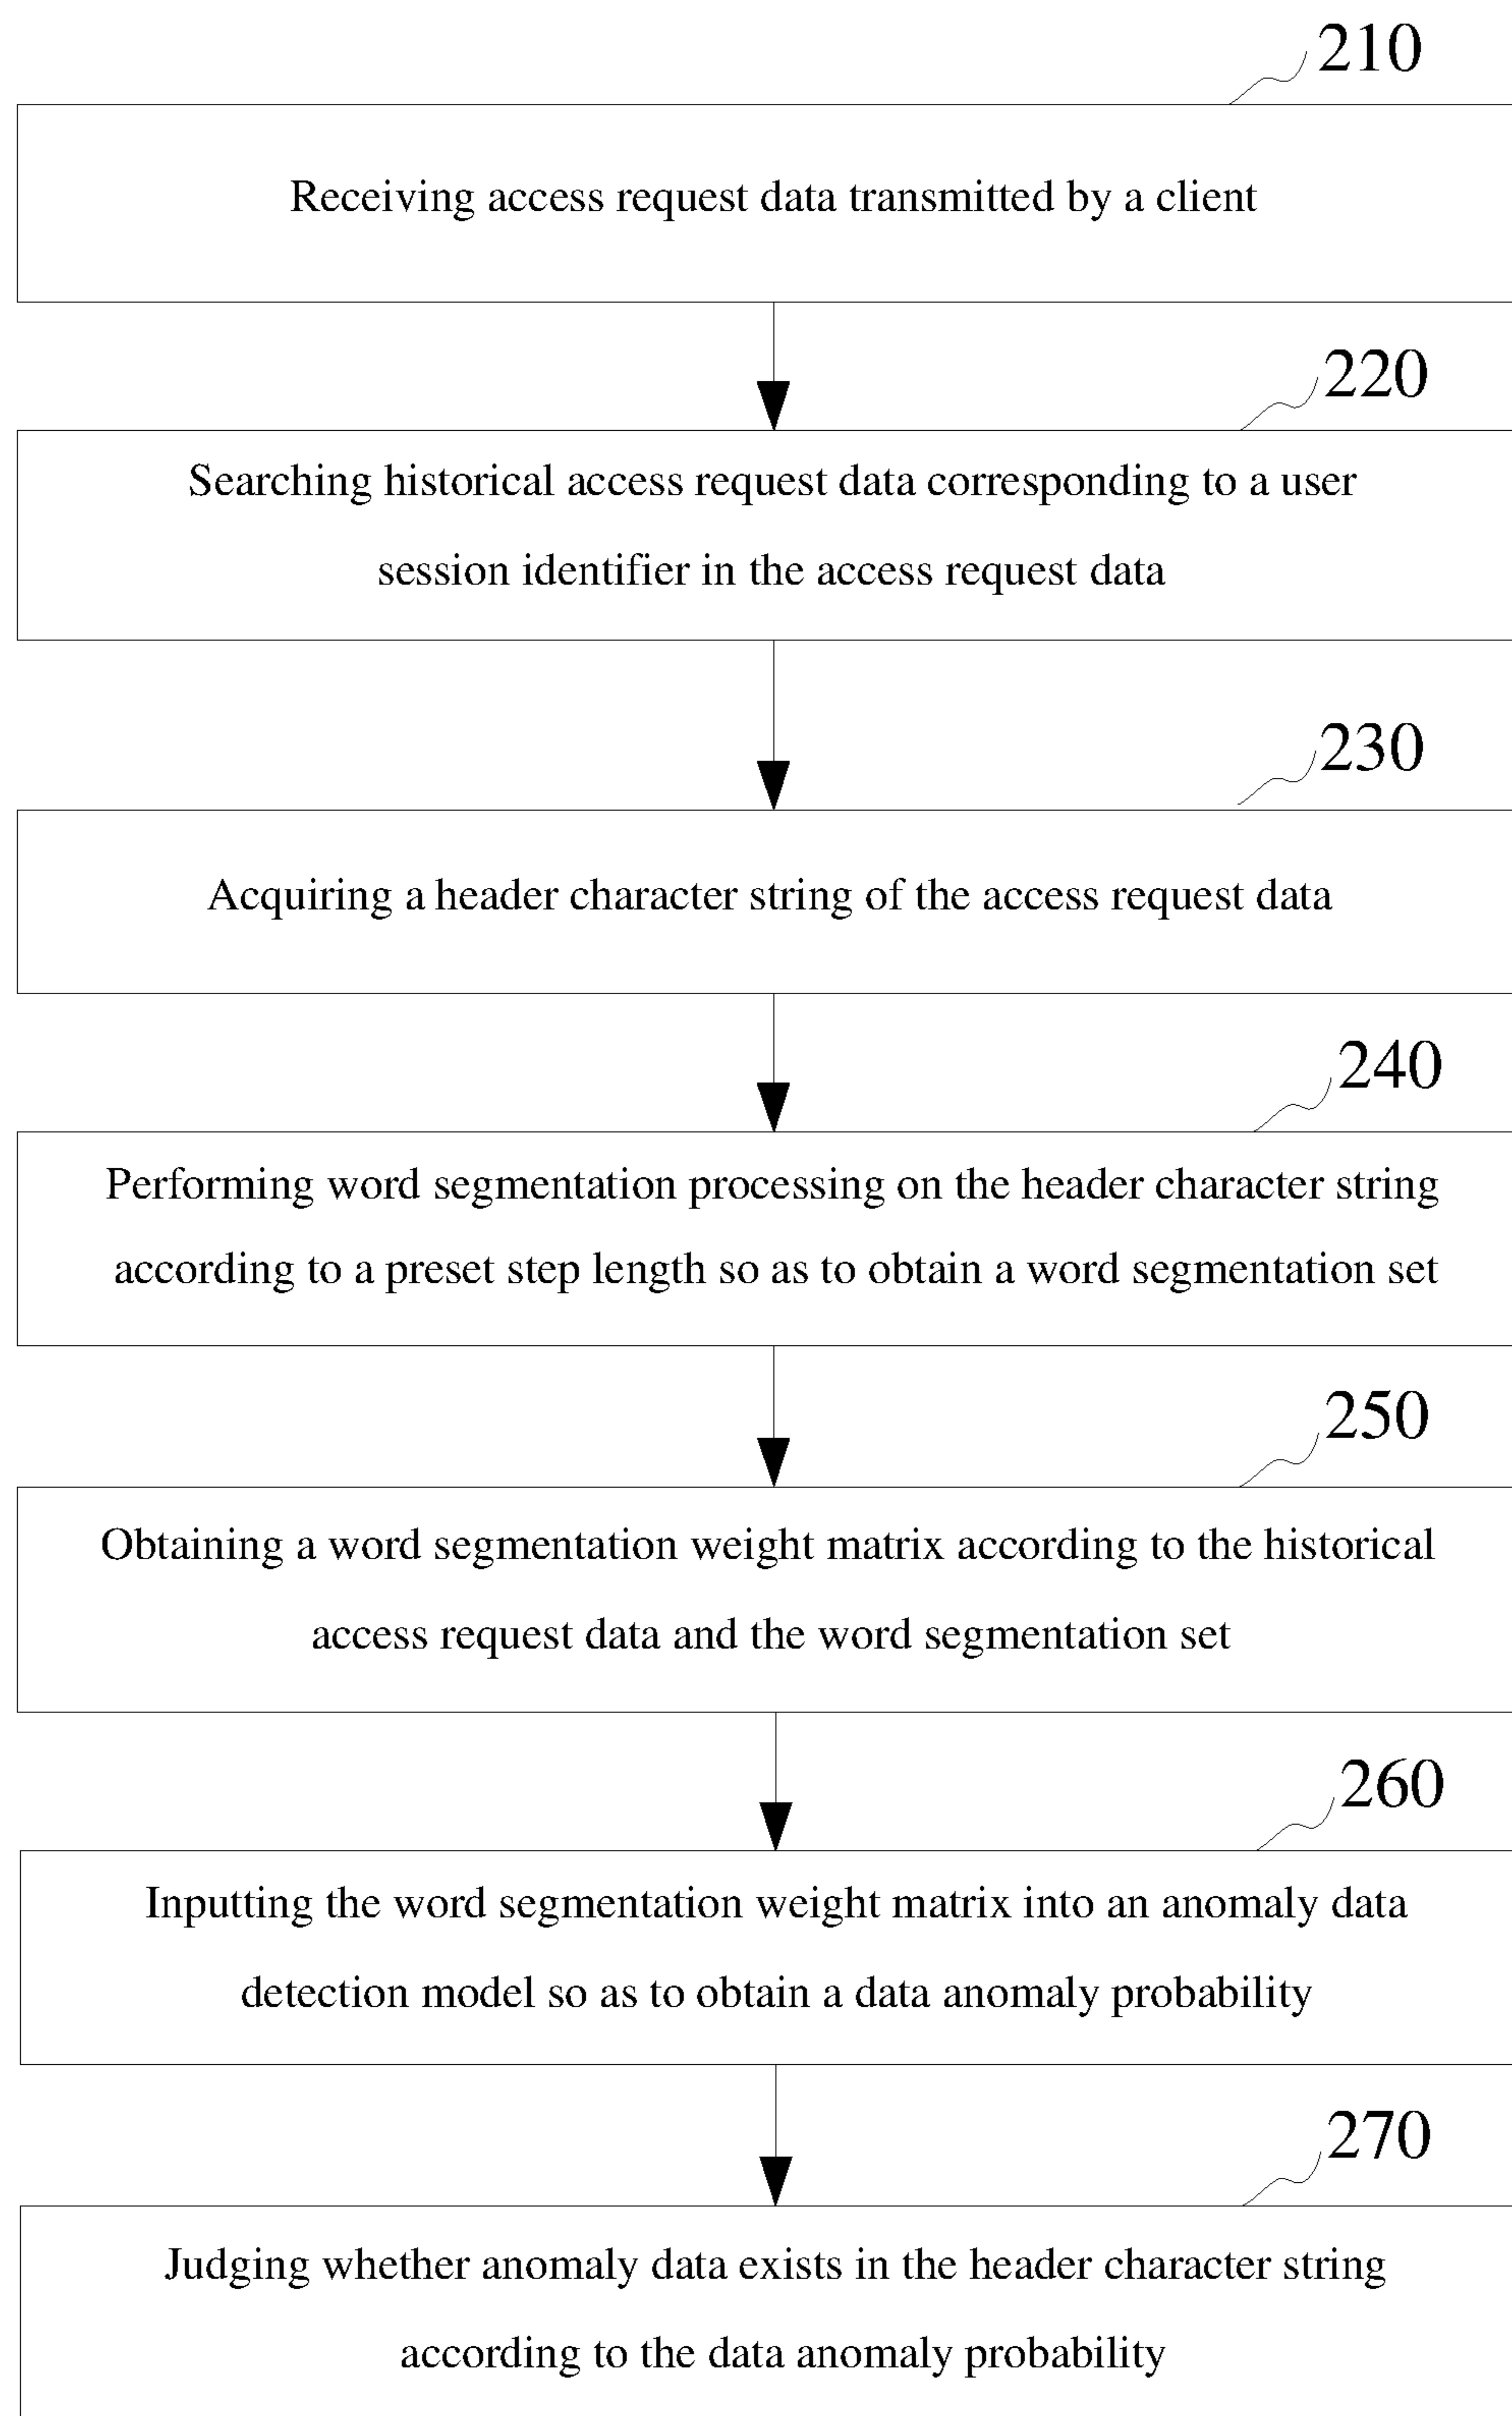 210
Receiving access request data transmitted by a client
220
Searching historical access request data corresponding to a user
session identifier in the access request data
230
Acquiring a header character string of the access request data
240
Performing word segmentation processing on the header character string
according to a preset step length so as to obtain a word segmentation set
250
Obtaining a word segmentation weight matrix according to the historical
access request data and the word segmentation set
260
Inputting the word segmentation weight matrix into an anomaly data
detection model so as to obtain a data anomaly probability
270
Judging whether anomaly data exists in the header character string
according to the data anomaly probability